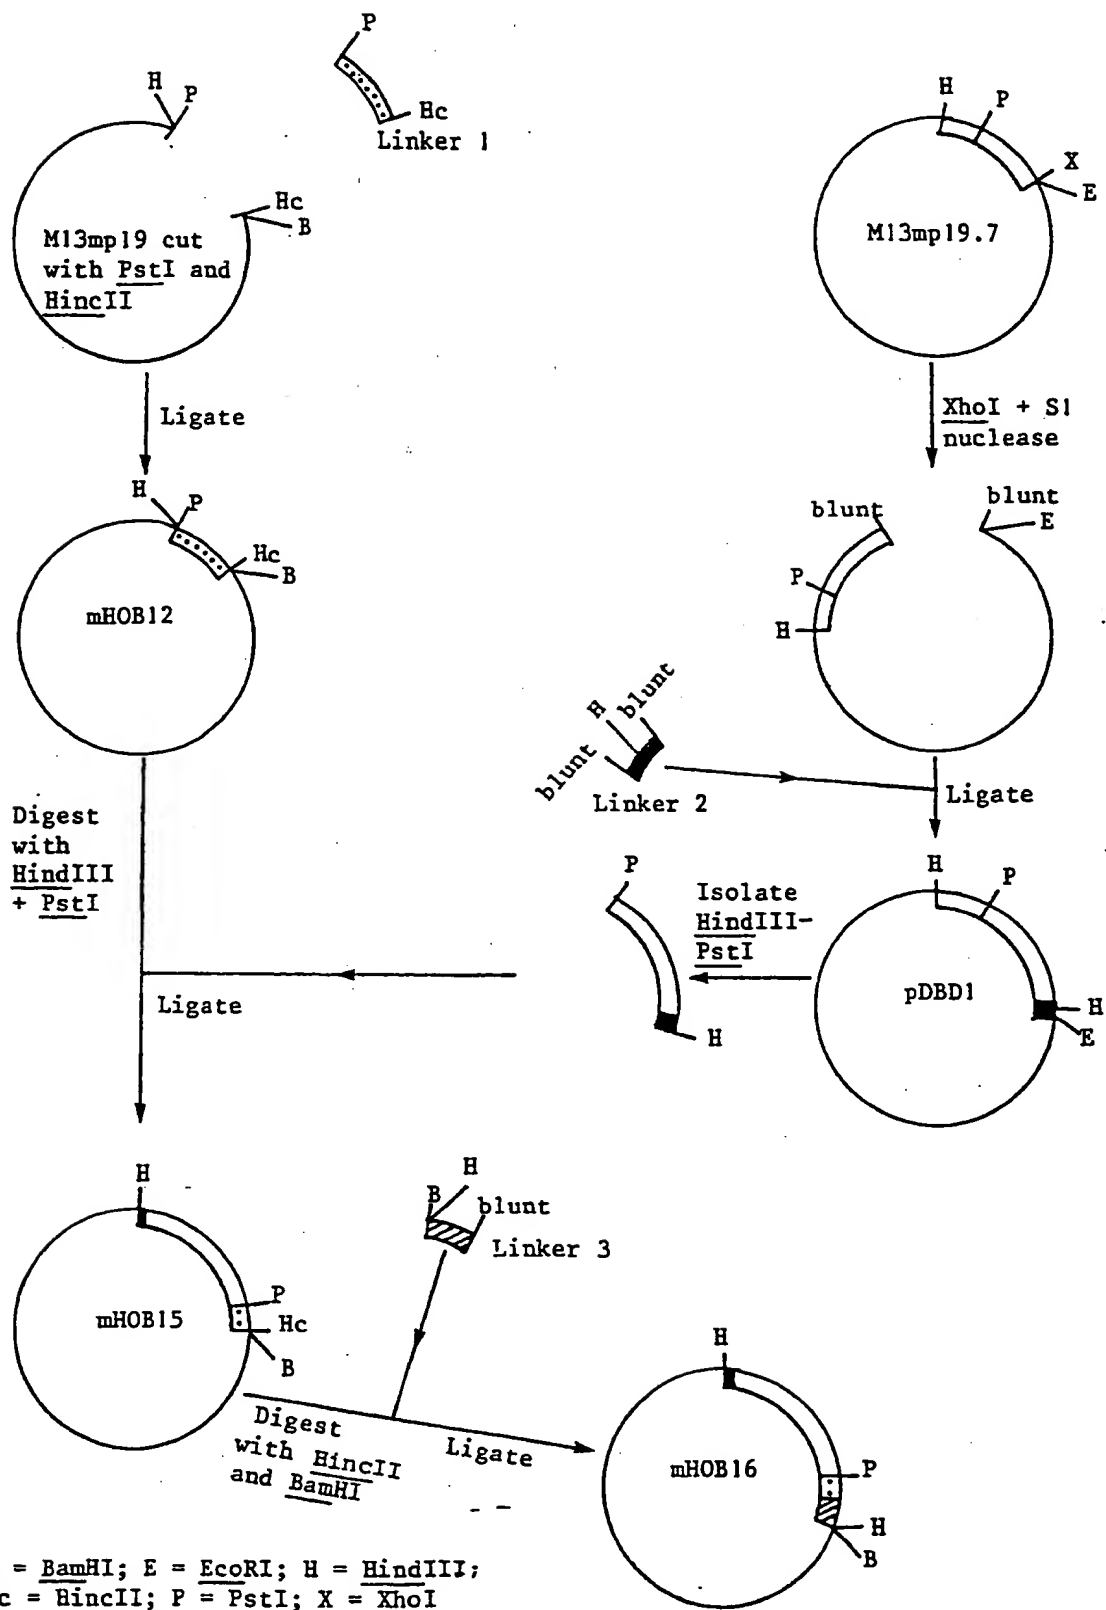 P
H
P
Hc
Linker 1
Hc
B
M13mp19 cut
with PstI and
HincII
H
P
X
E
M13mp19.7
Ligate
XhoI + S1
nuclease
H
P
Hc
B
mHOB12
blunt
blunt
E
P
H
H
blunt
blunt
Linker 2
Ligate
Digest
with
HindIII
+ PstI
P
Isolate
HindIII-
PstI
H
P
pDBD1
H
E
H
Ligate
H
mHOB15
P
Hc
B
B
H
blunt
Linker 3
Digest
with HincII
and BamHI
Ligate
H
mHOB16
P
H
B
= BamHI; E = EcoRI; H = HindIII;
c = HincII; P = PstI; X = XhoI